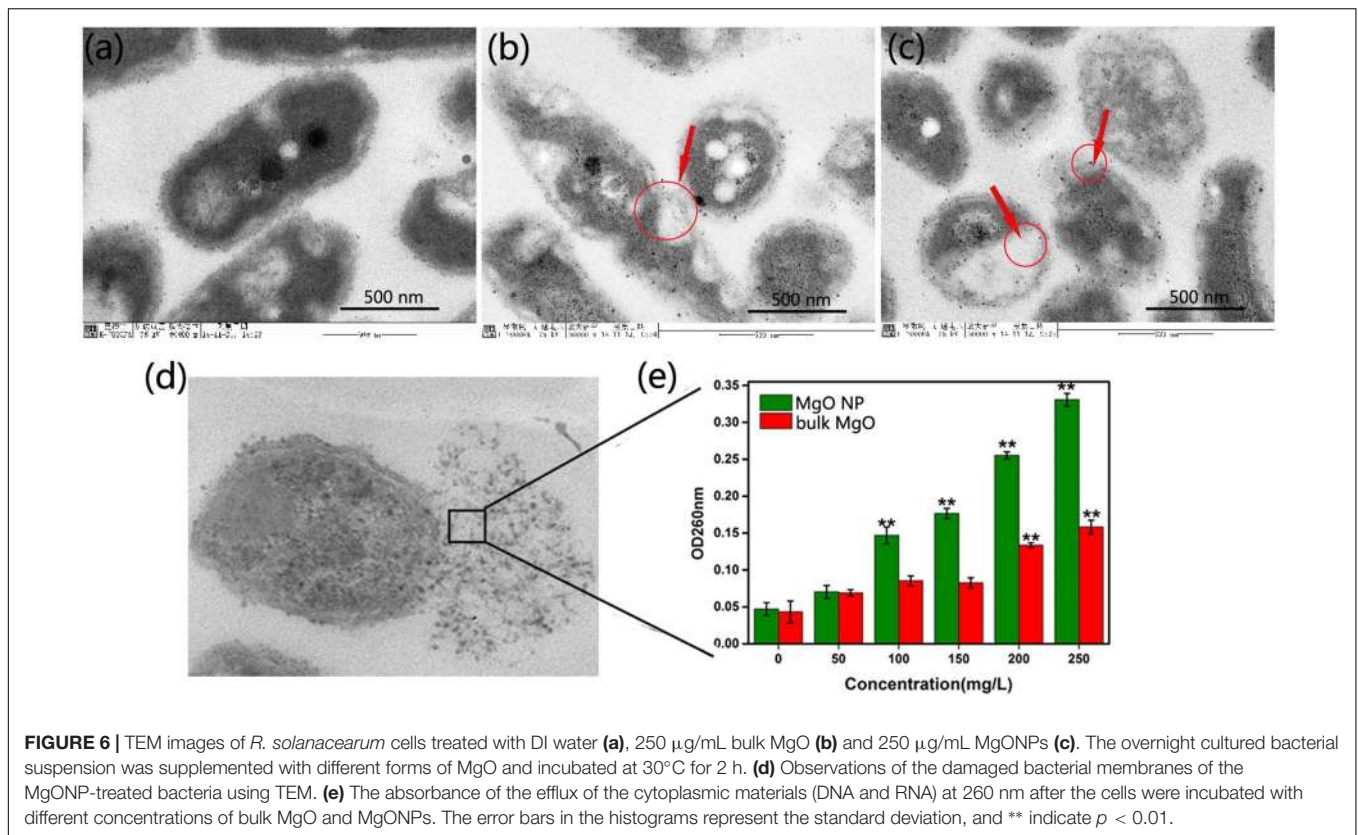 (a)
500 nm
(b)
500 nm
(c)
500 nm
(d)
(e)
MgO NP
bulk MgO
OD260nm
0.35
0.30
0.25
0.20
0.15
0.10
0.05
0.00
**
**
**
**
**
**
0
50
100
150
200
250
Concentration(mg/L)
FIGURE 6 | TEM images of R. solanacearum cells treated with DI water (a), 250 μg/mL bulk MgO (b) and 250 μg/mL MgONPs (c). The overnight cultured bacterial
suspension was supplemented with different forms of MgO and incubated at 30°C for 2 h. (d) Observations of the damaged bacterial membranes of the
MgONP-treated bacteria using TEM. (e) The absorbance of the efflux of the cytoplasmic materials (DNA and RNA) at 260 nm after the cells were incubated with
different concentrations of bulk MgO and MgONPs. The error bars in the histograms represent the standard deviation, and ** indicate p < 0.01.